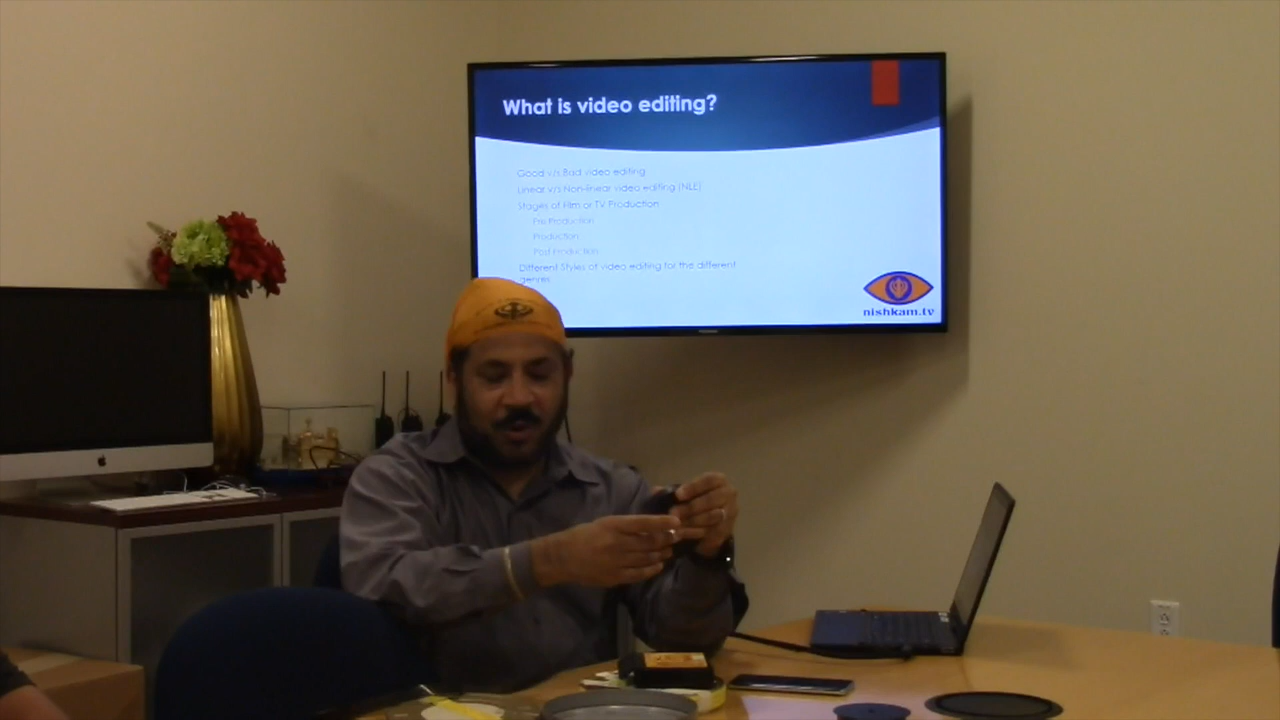 What is video editing?
Good v/s Bad video editing
Linear v/s Non-linear video editing (NLE)
Stages of Film or TV Production
Pre Production
Production
Post Production
Different Styles of video editing for the different
genres
nishkam.tv